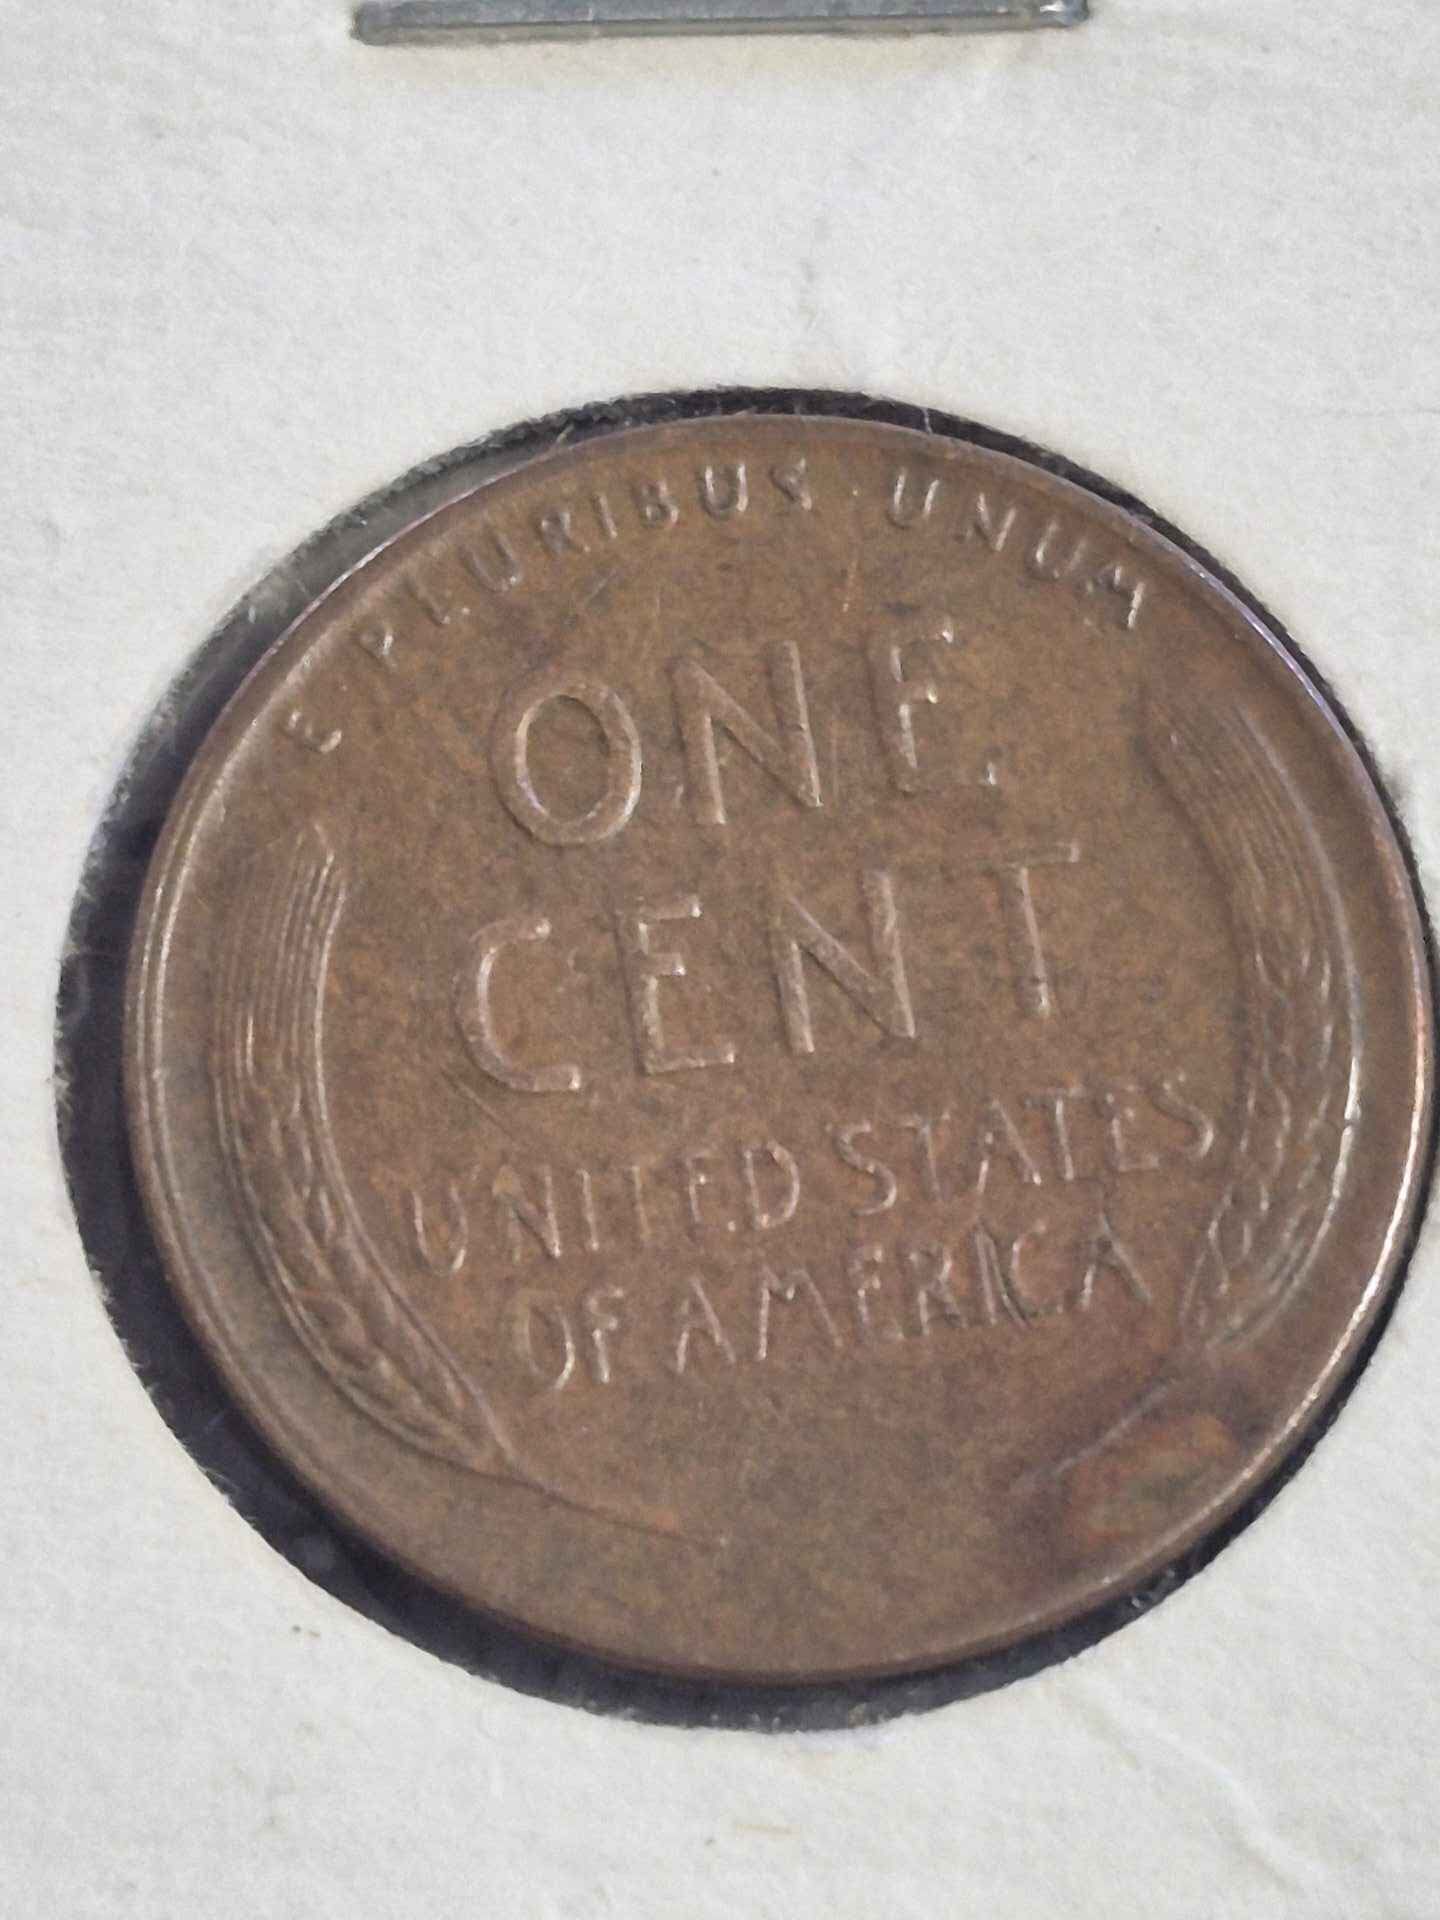 E PLURIBUS UNUM
ONE
CENT
UNITED STATES
OF AMERICA